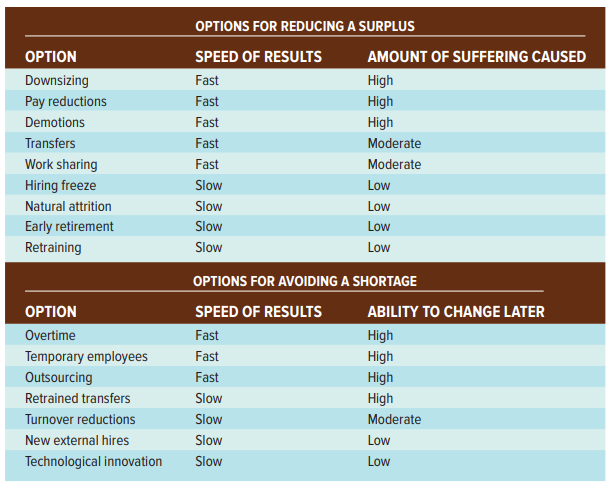 OPTIONS FOR REDUCING A SURPLUS
OPTION SPEED OF RESULTS AMOUNT OF SUFFERING CAUSED
Downsizing Fast High
Pay reductions Fast High
Demotions Fast High
Transfers Fast Moderate
Work sharing Fast Moderate
Hiring freeze Slow Low
Natural attrition Slow Low
Early retirement Slow Low
Retraining Slow Low
OPTIONS FOR AVOIDING A SHORTAGE
OPTION SPEED OF RESULTS ABILITY TO CHANGE LATER
Overtime Fast High
Temporary employees Fast High
Outsourcing Fast High
Retrained transfers Slow High
Turnover reductions Slow Moderate
New external hires Slow Low
Technological innovation Slow Low